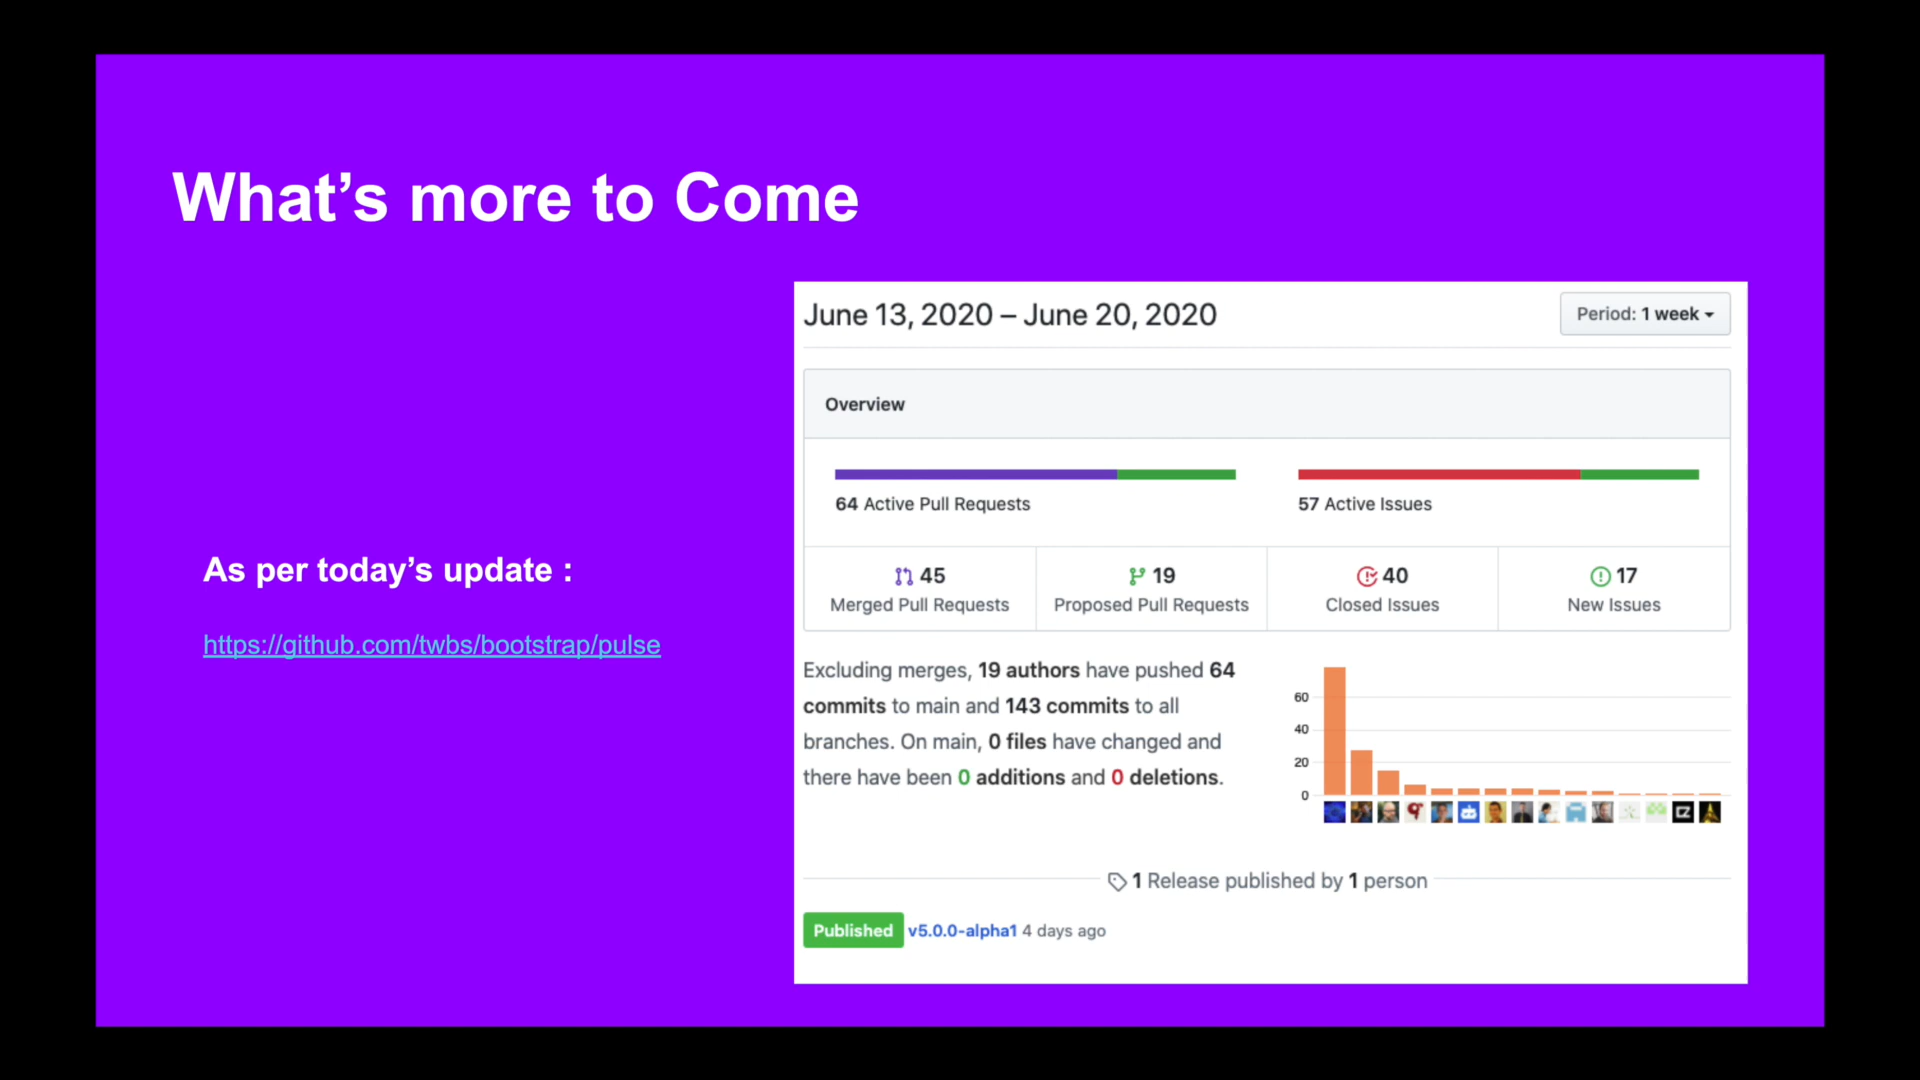 What’s more to Come
As per today’s update :
https://github.com/twbs/bootstrap/pulse
June 13, 2020 – June 20, 2020
Period: 1 week
Overview
64 Active Pull Requests
57 Active Issues
45
Merged Pull Requests
19
Proposed Pull Requests
40
Closed Issues
17
New Issues
Excluding merges, 19 authors have pushed 64
commits to main and 143 commits to all
branches. On main, 0 files have changed and
there have been 0 additions and 0 deletions.
60
40
20
0
1 Release published by 1 person
Published v5.0.0-alpha1 4 days ago